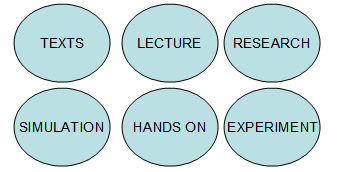 TEXTS LECTURE RESEARCH
SIMULATION HANDS ON EXPERIMENT